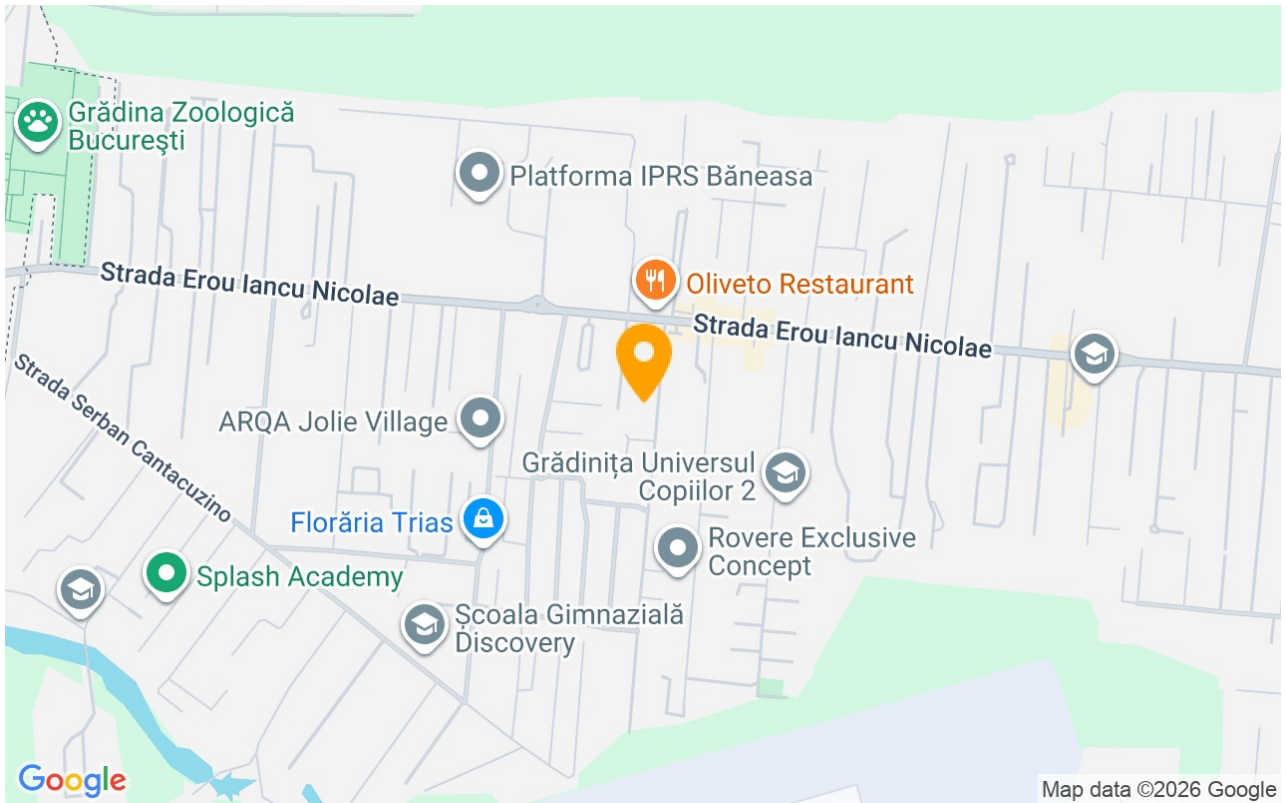 Grădina Zoologică
București
Platforma IPRS Băneasa
Strada Erou Iancu Nicolae
Oliveto Restaurant
Strada Erou Iancu Nicolae
Strada Serban Cantacuzino
ARQA Jolie Village
Grădinița Universul
Copiilor 2
Florăria Trias
Rovere Exclusive
Concept
Splash Academy
Școala Gimnazială
Discovery
Google
Map data ©2026 Google